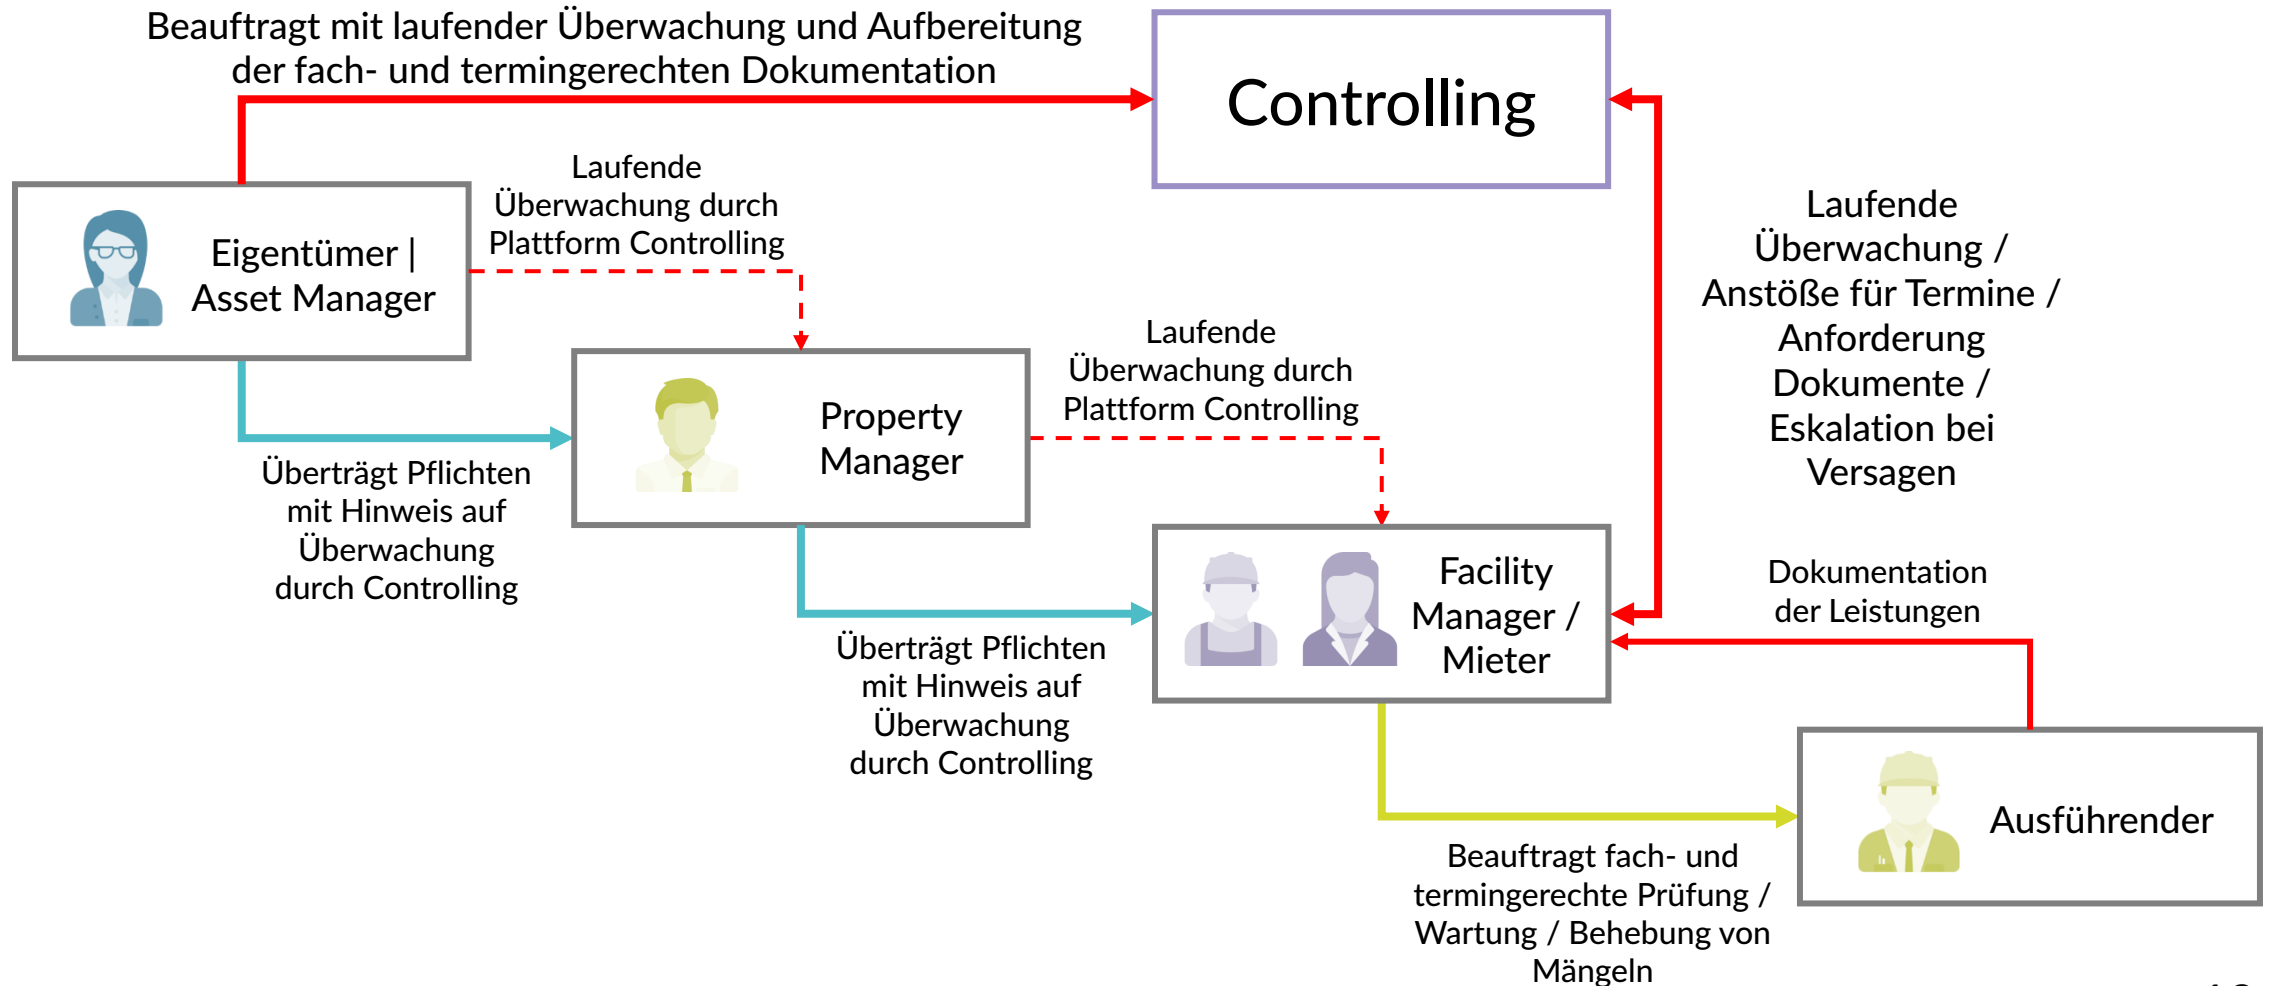 Beauftragt mit laufender Überwachung und Aufbereitung
der fach- und termingerechten Dokumentation
Controlling
Laufende
Überwachung durch
Plattform Controlling
Eigentümer |
Asset Manager
Laufende
Überwachung /
Anstöße für Termine /
Anforderung
Dokumente /
Eskalation bei
Versagen
Laufende
Überwachung durch
Plattform Controlling
Property
Manager
Überträgt Pflichten
mit Hinweis auf
Überwachung
durch Controlling
Facility
Manager /
Mieter
Dokumentation
der Leistungen
Überträgt Pflichten
mit Hinweis auf
Überwachung
durch Controlling
Ausführender
Beauftragt fach- und
termingerechte Prüfung /
Wartung / Behebung von
Mängeln